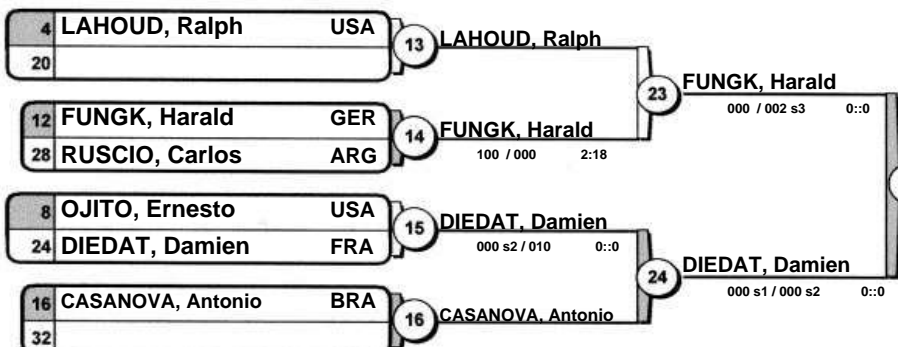 4 LAHOUD, Ralph USA
20
13
LAHOUD, Ralph
12 FUNGK, Harald GER
28 RUSCIO, Carlos ARG
14
FUNGK, Harald
100 / 000 2:18
23
FUNGK, Harald
000 / 002 s3 0::0
8 OJITO, Ernesto USA
24 DIEDAT, Damien FRA
15
DIEDAT, Damien
000 s2 / 010 0::0
16 CASANOVA, Antonio BRA
32
16
CASANOVA, Antonio
24
DIEDAT, Damien
000 s1 / 000 s2 0::0